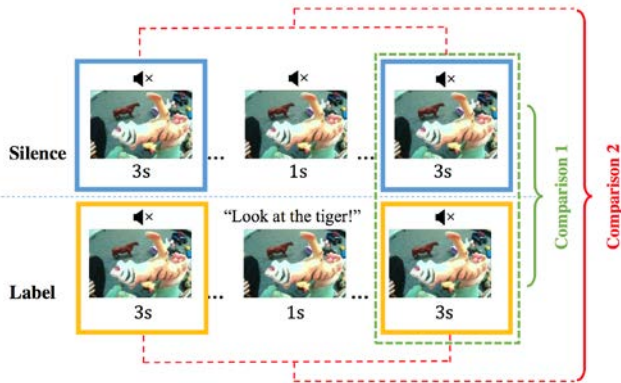 Silence
3s
...
1s
...
3s
"Look at the tiger!"
Label
3s
...
1s
...
3s
Comparison 1
Comparison 2